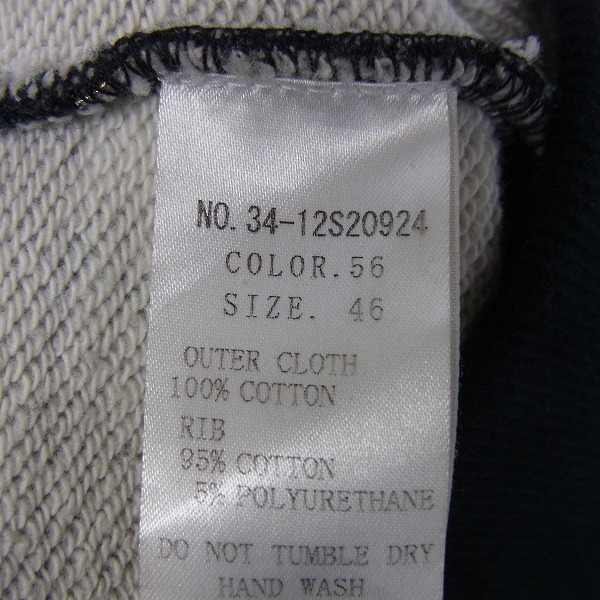 NO. 34-12S20924
COLOR. 56
SIZE. 46
OUTER CLOTH
100% COTTON
RIB
95% COTTON
5% POLYURETHANE
DO NOT TUMBLE DRY
HAND WASH